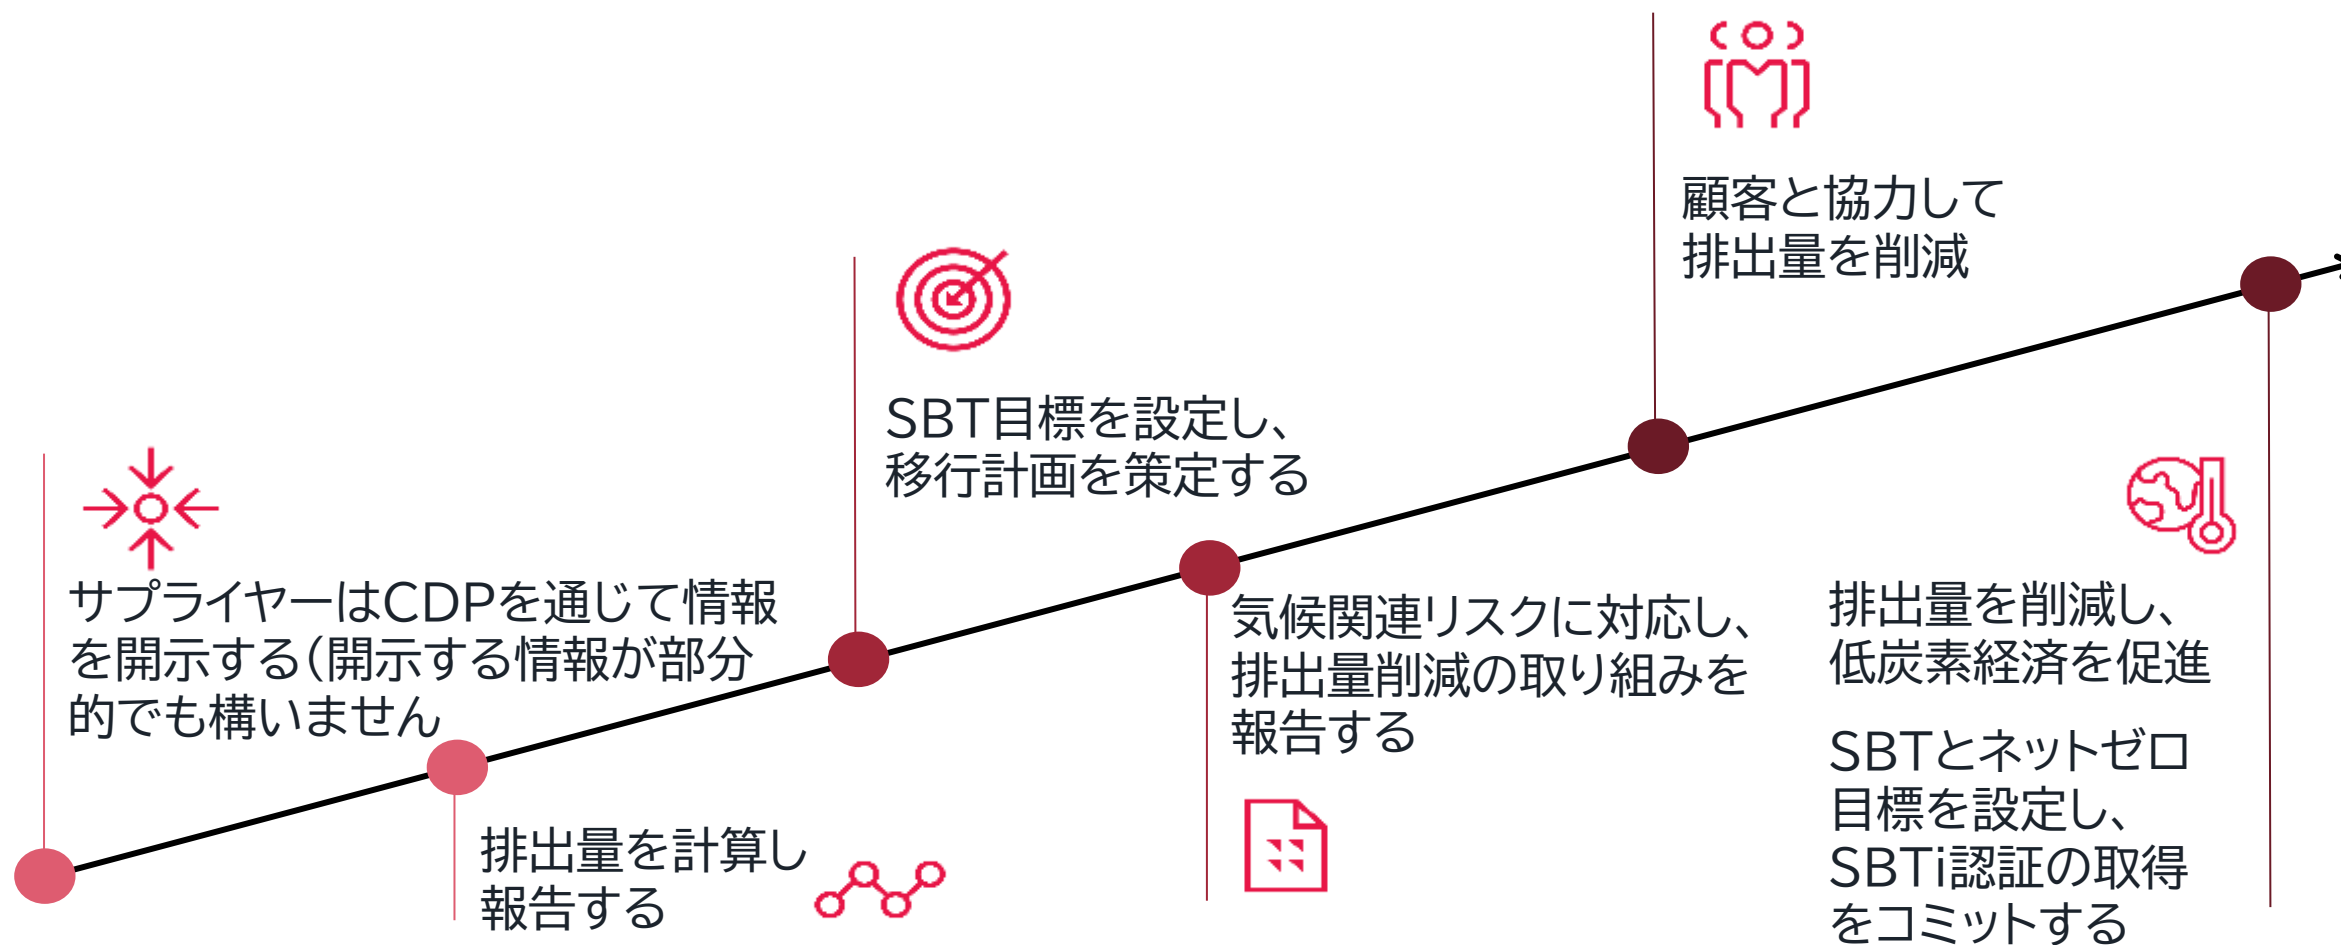 サプライヤーはCDPを通じて情報
を開示する(開示する情報が部分
的でも構いません
排出量を計算し
報告する
SBT目標を設定し、
移行計画を策定する
気候関連リスクに対応し、
排出量削減の取り組みを
報告する
顧客と協力して
排出量を削減
排出量を削減し、
低炭素経済を促進
SBTとネットゼロ
目標を設定し、
SBTi認証の取得
をコミットする